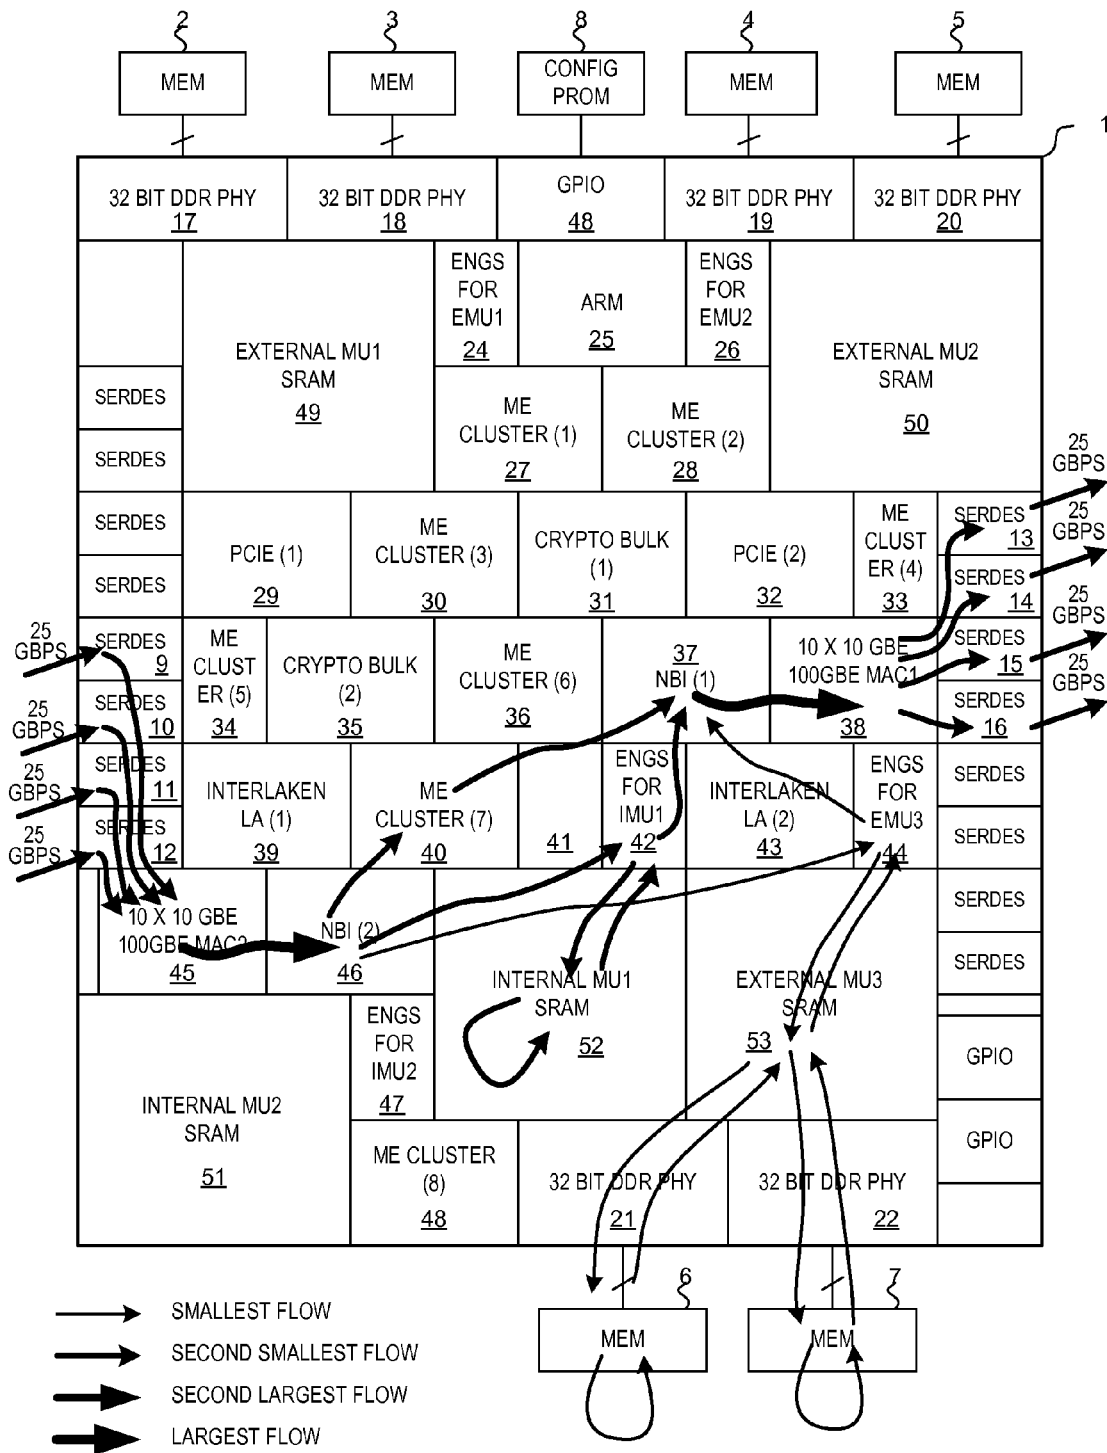 2
3
8
4
5
MEM
MEM
CONFIG
PROM
MEM
MEM
1
32 BIT DDR PHY
17
32 BIT DDR PHY
18
GPIO
48
32 BIT DDR PHY
19
32 BIT DDR PHY
20
EXTERNAL MU1
SRAM
49
ENGS
FOR
EMU1
24
ARM
25
ENGS
FOR
EMU2
26
EXTERNAL MU2
SRAM
50
SERDES
SERDES
ME
CLUSTER (1)
27
ME
CLUSTER (2)
28
SERDES
SERDES
PCIE (1)
29
ME
CLUSTER (3)
30
CRYPTO BULK
(1)
31
PCIE (2)
32
ME
CLUST
ER (4)
33
SERDES
13
SERDES
14
25
GBPS
25
GBPS
25
GBPS
25
GBPS
25
GBPS
25
GBPS
25
GBPS
25
GBPS
SERDES
9
SERDES
10
ME
CLUST
ER (5)
34
CRYPTO BULK
(2)
35
ME
CLUSTER (6)
36
37
NBI (1)
10 X 10 GBE
100GBE MAC1
38
SERDES
15
SERDES
16
SERDES
11
SERDES
12
INTERLAKEN
LA (1)
39
ME
CLUSTER (7)
40
41
ENGS
FOR
IMU1
42
INTERLAKEN
LA (2)
43
ENGS
FOR
EMU3
44
SERDES
SERDES
10 X 10 GBE
100GBE MAC2
45
NBI (2)
46
INTERNAL MU1
SRAM
52
EXTERNAL MU3
SRAM
53
SERDES
SERDES
INTERNAL MU2
SRAM
51
ENGS
FOR
IMU2
47
GPIO
GPIO
ME CLUSTER
(8)
48
32 BIT DDR PHY
21
32 BIT DDR PHY
22
6
7
MEM
MEM
SMALLEST FLOW
SECOND SMALLEST FLOW
SECOND LARGEST FLOW
LARGEST FLOW